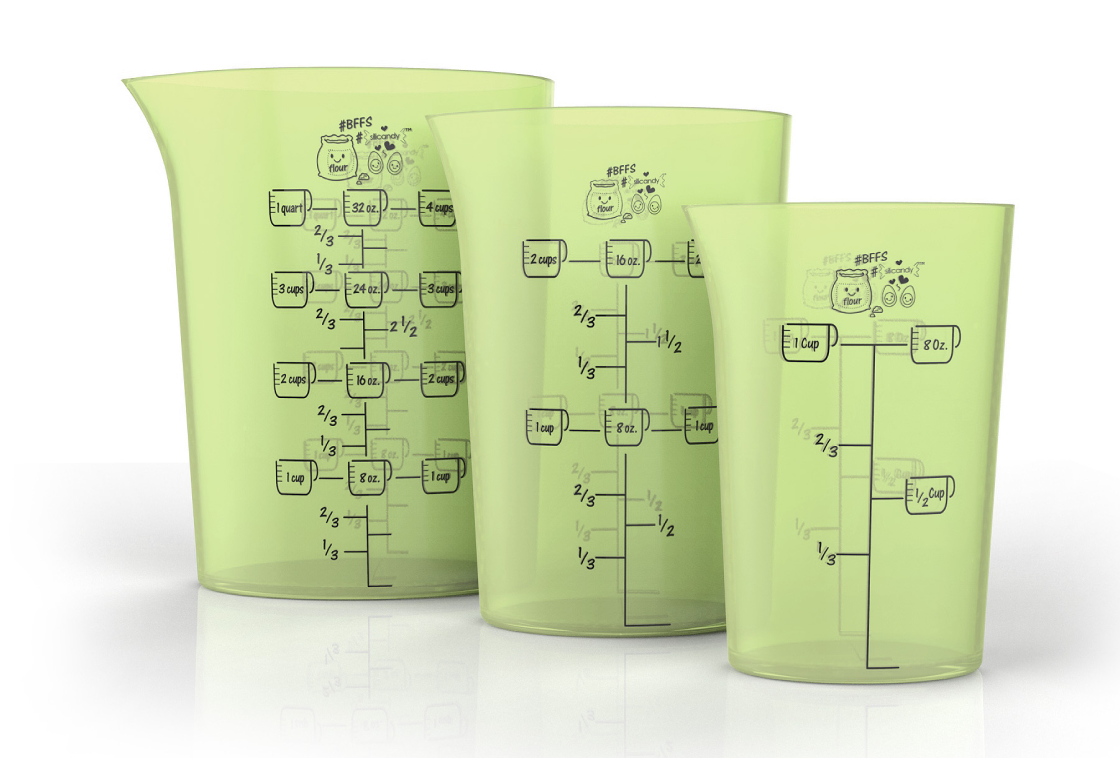 #BFFS
# silicandy™
flour
1 quart 32 oz. 4 cups
2/3
1/3
3 cups 24 oz. 3 cups
2/3
2 1/2
2 cups 16 oz. 2 cups
2/3
1/3
1 cup 8 oz. 1 cup
2/3
1/3
#BFFS
# silicandy
flour
2 cups 16 oz. 2
2/3
1 1/2
1/3
1 cup 8 oz. 1 cup
2/3
1/2
1/3
#BFFS
# silicandy™
flour
1 Cup 8 Oz.
2/3
1/2 Cup
1/3